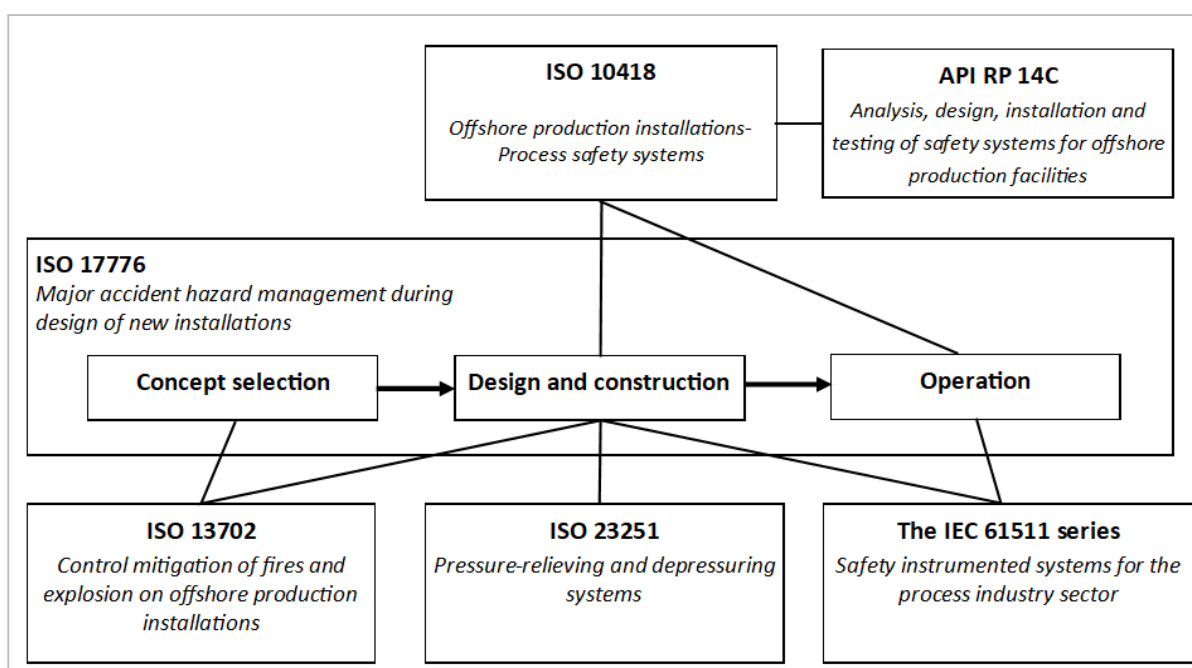 ISO 10418
Offshore production installations-
Process safety systems
API RP 14C
Analysis, design, installation and
testing of safety systems for offshore
production facilities
ISO 17776
Major accident hazard management during
design of new installations
Concept selection
Design and construction
Operation
ISO 13702
Control mitigation of fires and
explosion on offshore production
installations
ISO 23251
Pressure-relieving and depressuring
systems
The IEC 61511 series
Safety instrumented systems for the
process industry sector